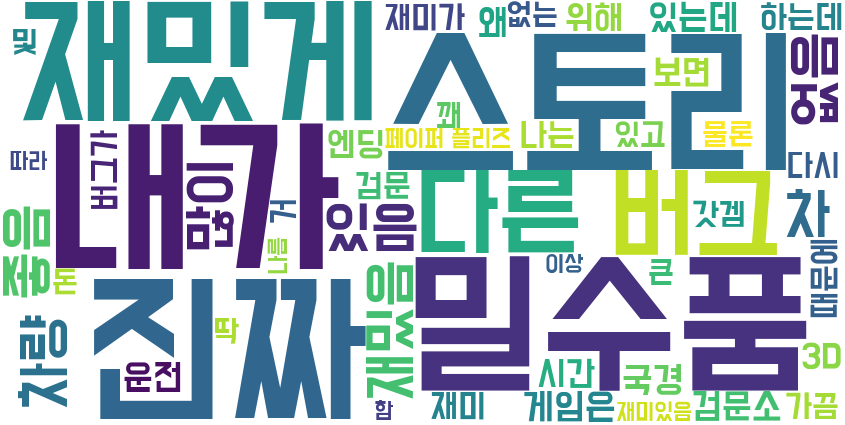 재밌게
스토리
재미가
왜
없는
위해
있는데
하는데
및
보면
없음
꽤
엔딩
페이퍼 플리즈
나는
있고
물론
내가
많이
버그가
따라
검문
다시
있음
다른
버그
갓겜
차
거
좋음
돈
나름
이상
큰
때문에
진짜
재밌음
밀수품
차량
딱
운전
시간
국경
3D
함
재미
게임은
재미있음
검문소
가끔